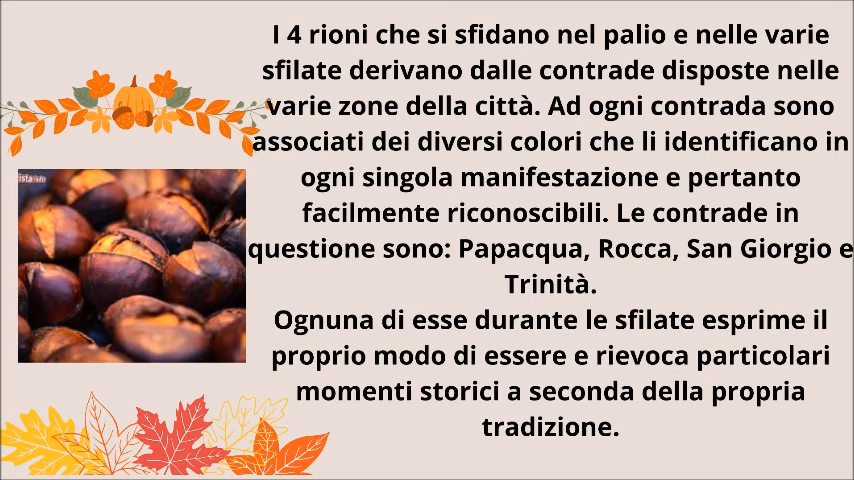 I 4 rioni che si sfidano nel palio e nelle varie
sfilate derivano dalle contrade disposte nelle
varie zone della città. Ad ogni contrada sono
associati dei diversi colori che li identificano in
ogni singola manifestazione e pertanto
facilmente riconoscibili. Le contrade in
questione sono: Papacqua, Rocca, San Giorgio e
Trinità.
Ognuna di esse durante le sfilate esprime il
proprio modo di essere e rievoca particolari
momenti storici a seconda della propria
tradizione.